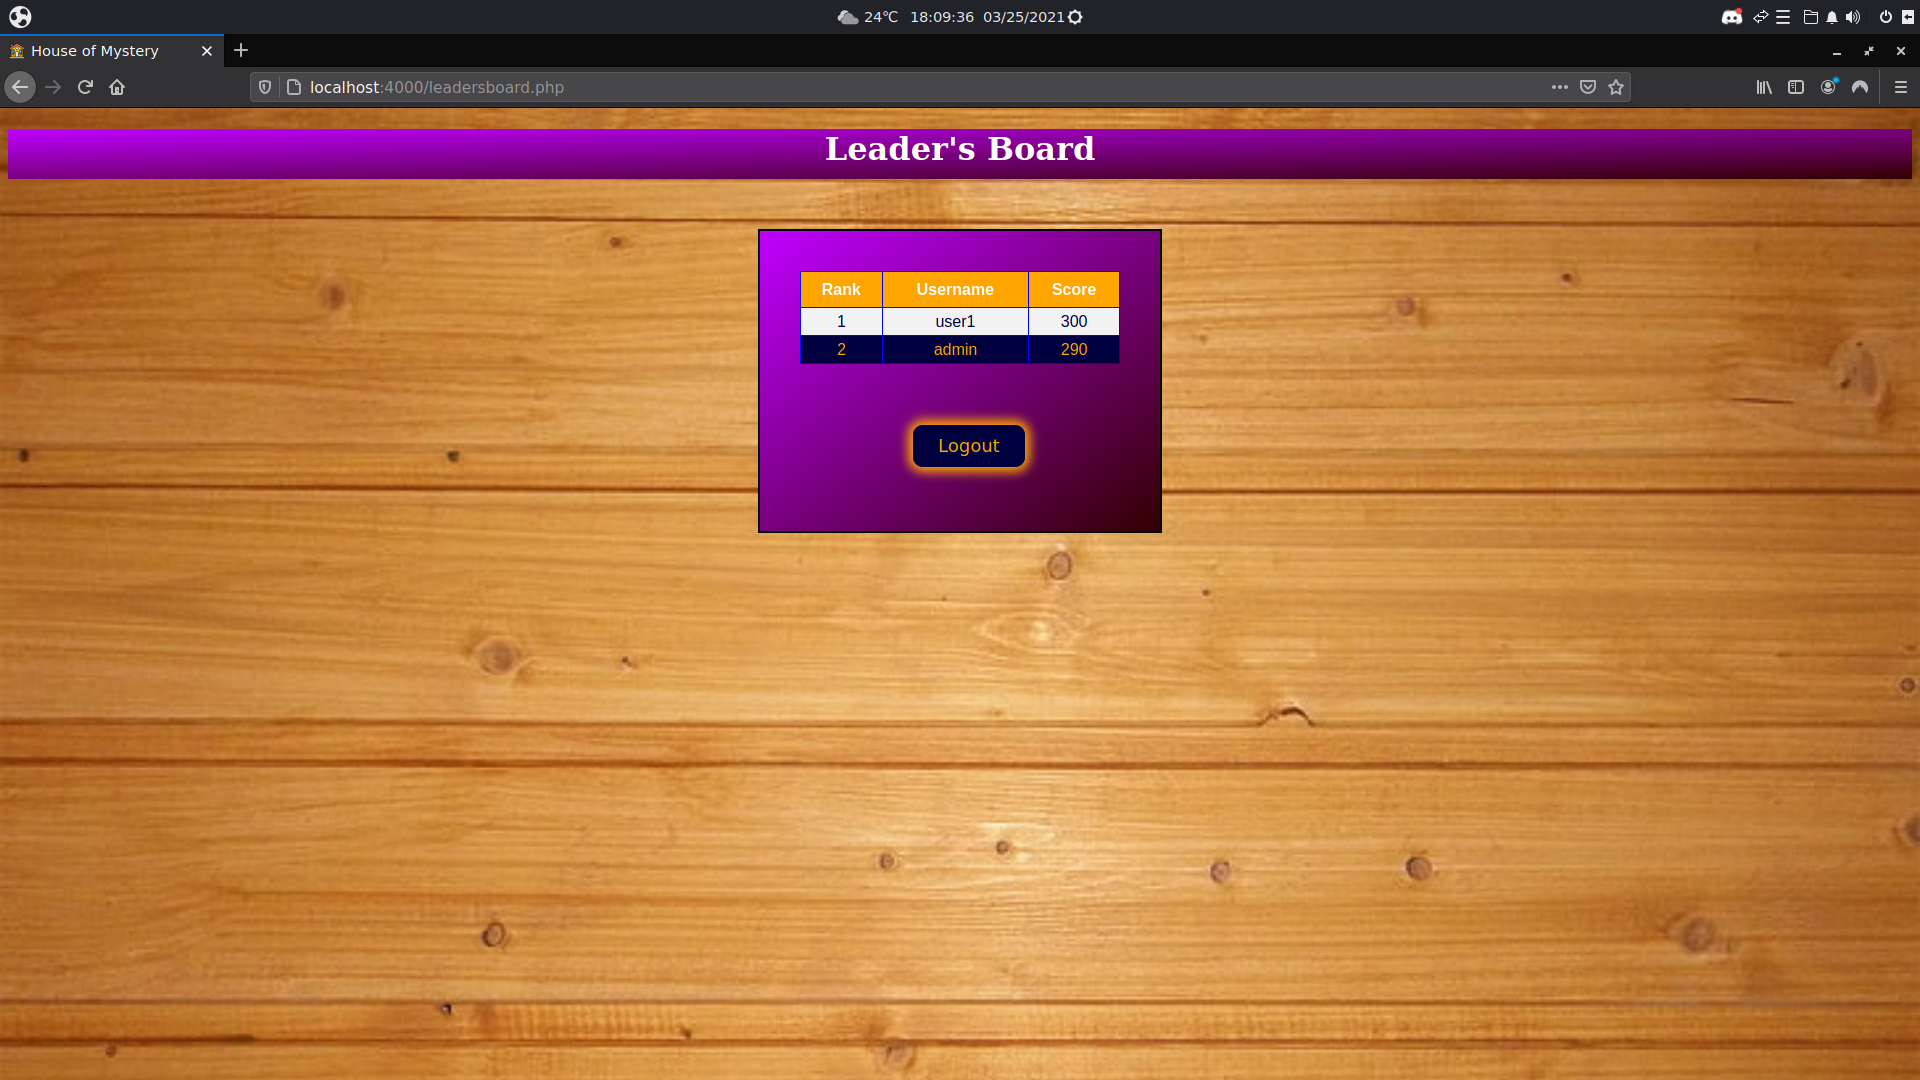 24℃ 18:09:36 03/25/2021
House of Mystery
localhost:4000/leadersboard.php
Leader's Board
Rank Username Score
1 user1 300
2 admin 290
Logout